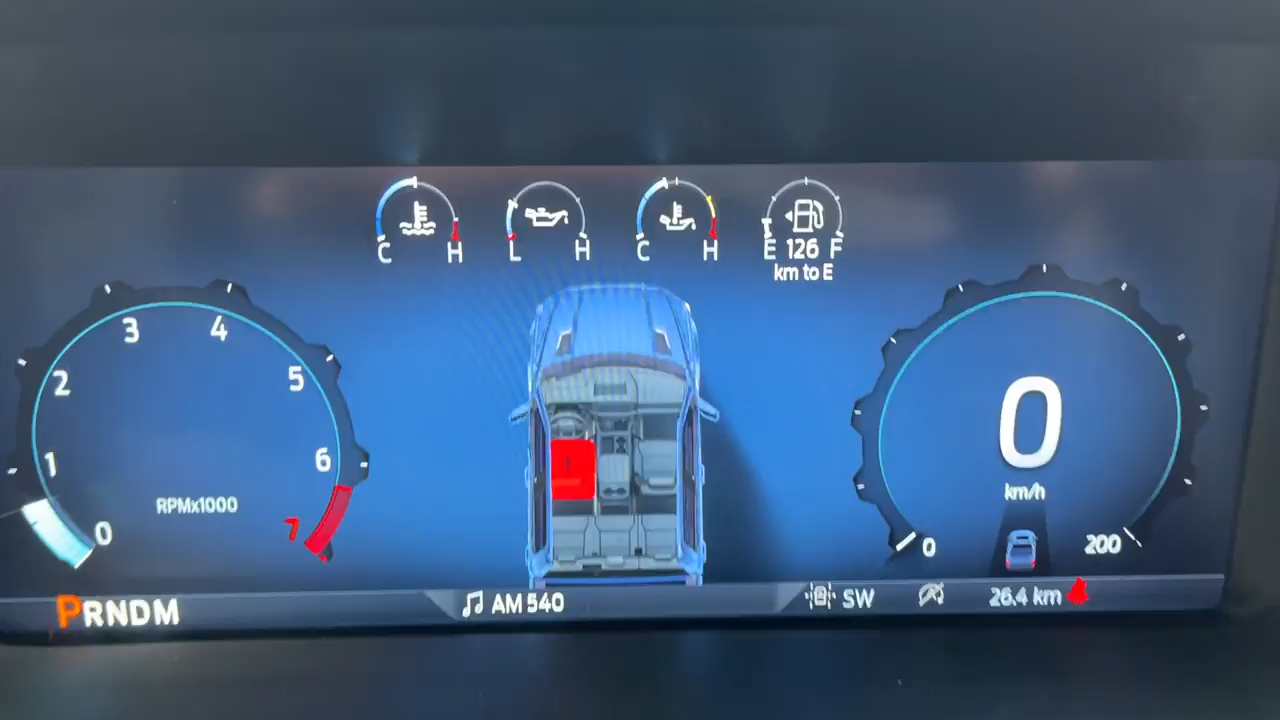 C H
L H
C H
E 126 F
km to E
0
1
2
3
4
5
6
7
RPMx1000
0
km/h
0
200
PRNDM
AM 540
SW
26.4 km